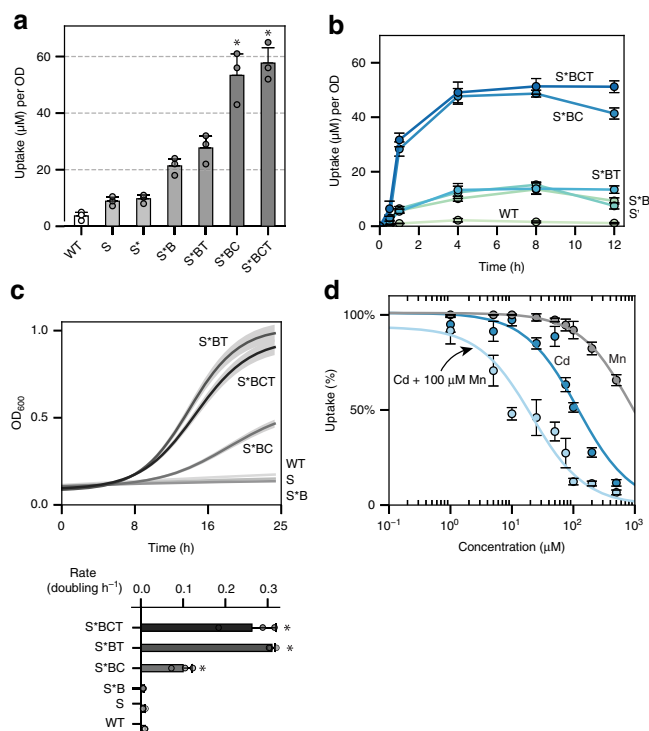 a
Uptake (μM) per OD
60
40
20
0
* *
WT S S* S*B S*BT S*BC S*BCT
b
Uptake (μM) per OD
60
40
20
0
S*BCT
S*BC
S*BT
S*B
S'
WT
0 4 8 12
Time (h)
c
OD600
1.0
0.5
0.0
S*BT
S*BCT
S*BC
WT
S
S*B
0 8 16 25
Time (h)
Rate
(doubling h−1)
0.0 0.1 0.2 0.3
S*BCT *
S*BT *
S*BC *
S*B
S
WT
d
Uptake (%)
100%
50%
0%
Mn
Cd
Cd + 100 μM Mn
10−1 100 101 102 103
Concentration (μM)